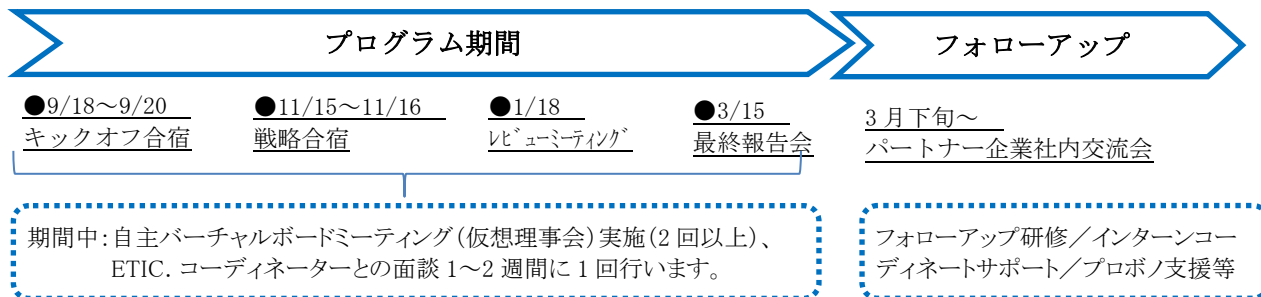 プログラム期間
フォローアップ
●9/18～9/20
キックオフ合宿
●11/15～11/16
戦略合宿
●1/18
ﾚﾋﾞｭｰﾐｰﾃｨﾝｸﾞ
●3/15
最終報告会
3月下旬～
パートナー企業社内交流会
期間中：自主バーチャルボードミーティング(仮想理事会)実施(2回以上)、
ETIC．コーディネーターとの面談1～2週間に1回行います。
フォローアップ研修／インターンコー
ディネートサポート／プロボノ支援等